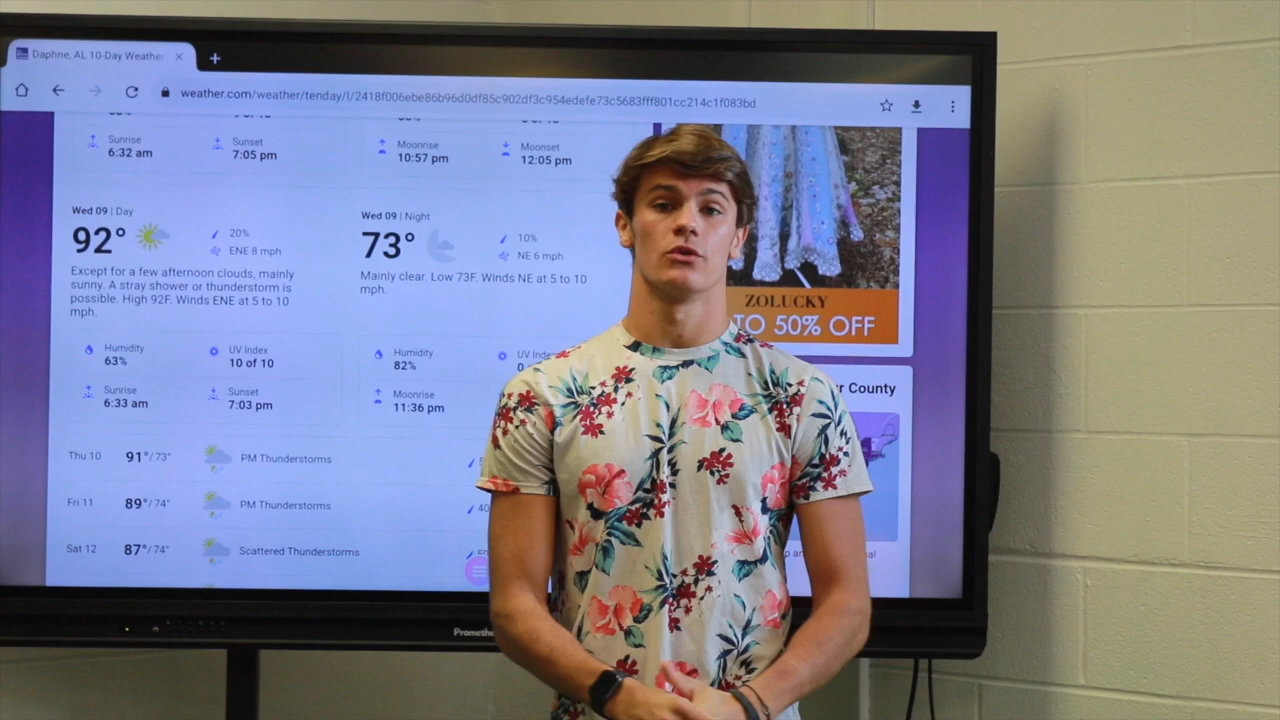 Daphne, AL 10-Day Weather
weather.com/weather/tenday/l/2418f006ebe86b96d0df85c902df3c954edefe73c5683fff801cc214c1f083bd
Sunrise
6:32 am
Sunset
7:05 pm
Moonrise
10:57 pm
Moonset
12:05 pm
Wed 09 | Day
92°
20%
ENE 8 mph
Except for a few afternoon clouds, mainly
sunny. A stray shower or thunderstorm is
possible. High 92F. Winds ENE at 5 to 10
mph.
Wed 09 | Night
73°
10%
NE 6 mph
Mainly clear. Low 73F. Winds NE at 5 to 10
mph.
Humidity
63%
UV Index
10 of 10
Sunrise
6:33 am
Sunset
7:03 pm
Humidity
82%
UV Inde
0
Moonrise
11:36 pm
Thu 10 91°/73° PM Thunderstorms
Fri 11 89°/74° PM Thunderstorms 40
Sat 12 87°/74° Scattered Thunderstorms
ZOLUCKY
TO 50% OFF
r County
Promethe